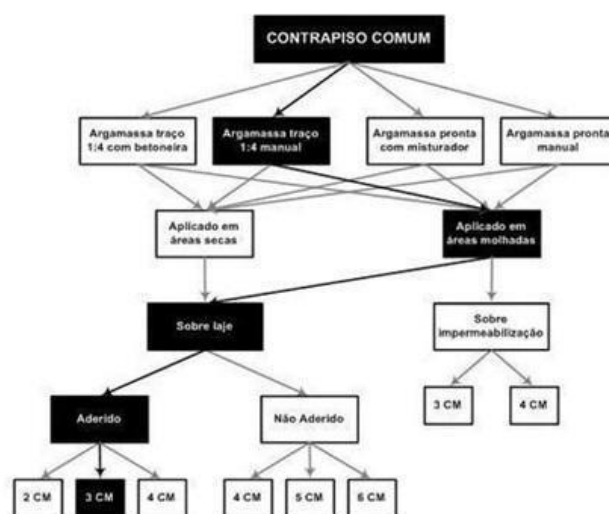 CONTRAPISO COMUM
Argamassa traço
1:4 com betoneira
Argamassa traço
1:4 manual
Argamassa pronta
com misturador
Argamassa pronta
manual
Aplicado em
áreas secas
Aplicado em
áreas molhadas
Sobre laje
Sobre
impermeabilização
3 CM
4 CM
Aderido
Não Aderido
2 CM
3 CM
4 CM
4 CM
5 CM
6 CM